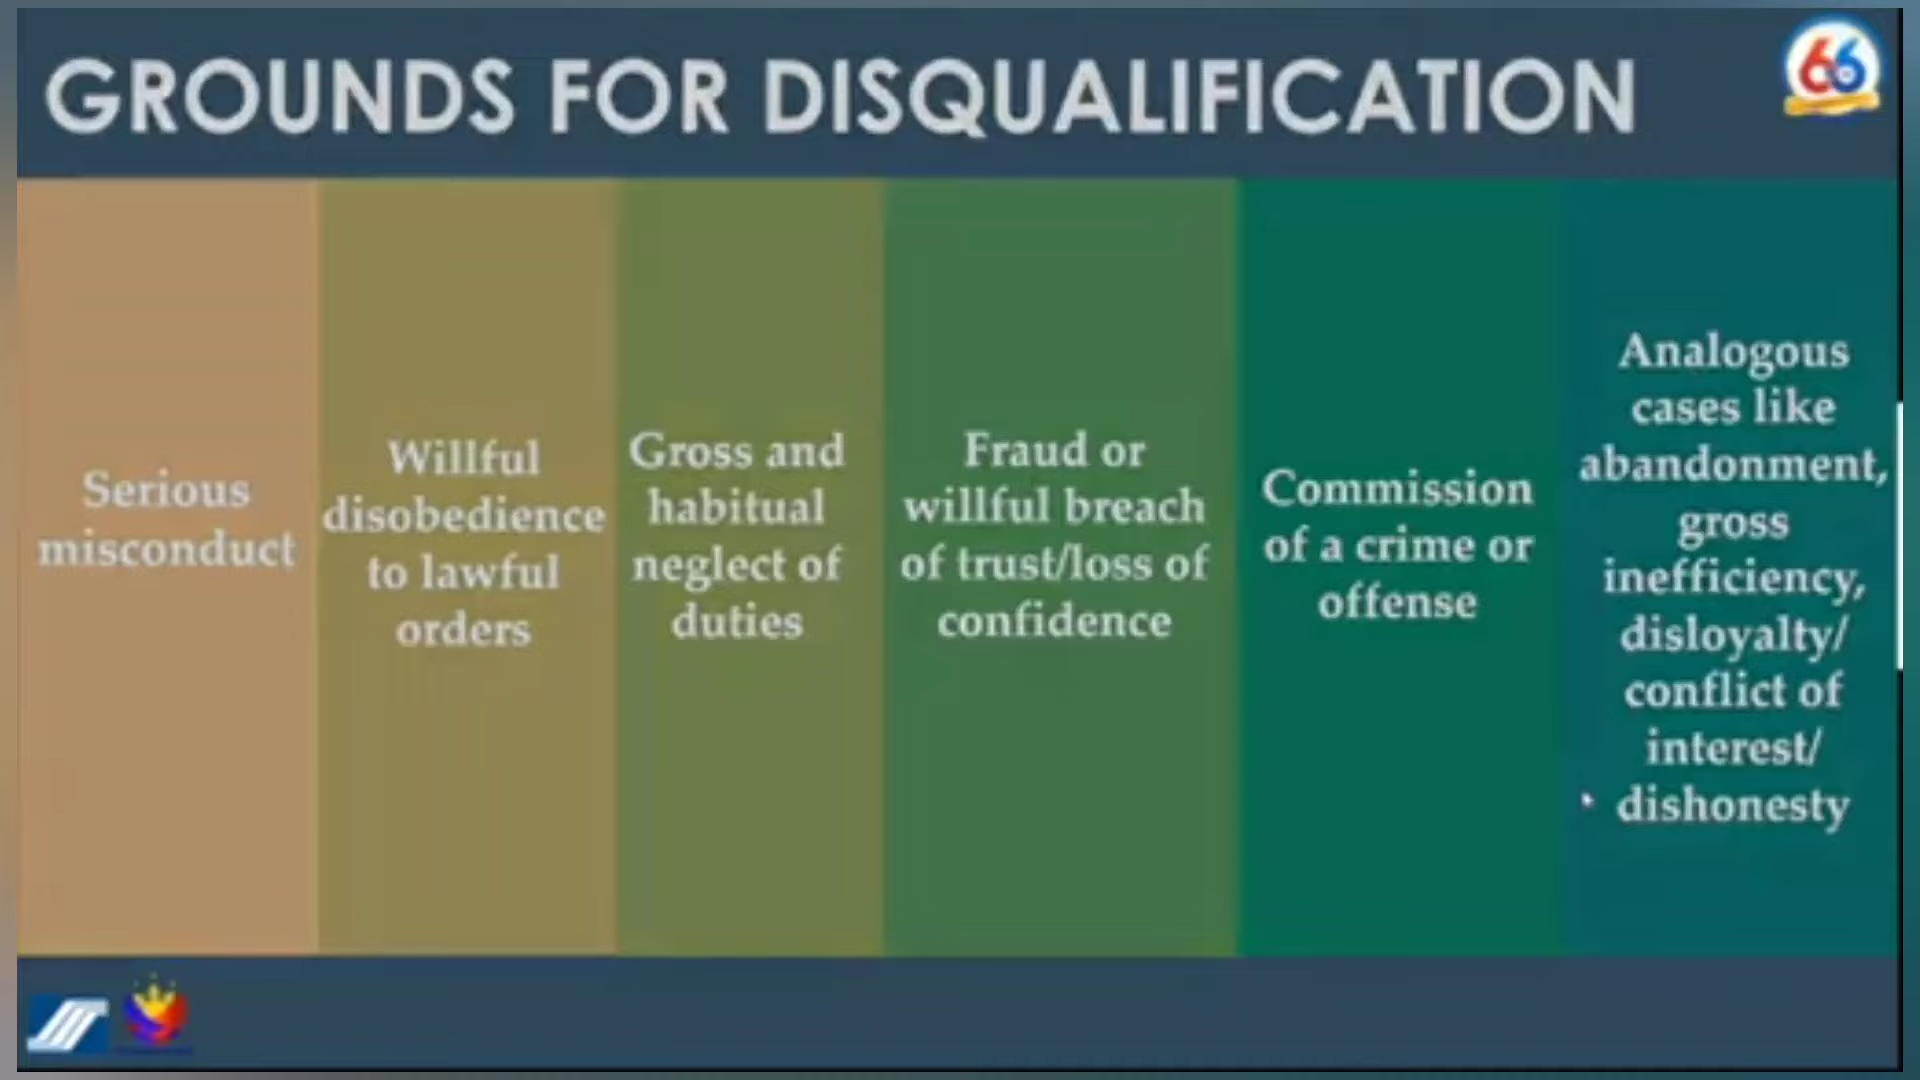 GROUNDS FOR DISQUALIFICATION
66
Serious
misconduct
Willful
disobedience
to lawful
orders
Gross and
habitual
neglect of
duties
Fraud or
willful breach
of trust/loss of
confidence
Commission
of a crime or
offense
Analogous
cases like
abandonment,
gross
inefficiency,
disloyalty/
conflict of
interest/
dishonesty